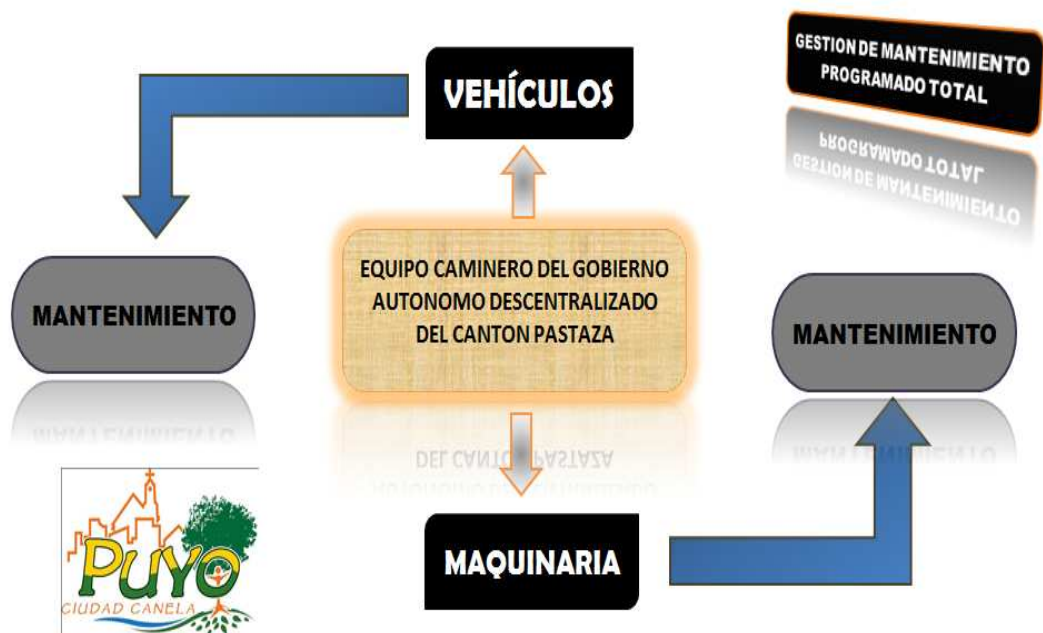 VEHÍCULOS
GESTION DE MANTENIMIENTO
PROGRAMADO TOTAL
EQUIPO CAMINERO DEL GOBIERNO
AUTONOMO DESCENTRALIZADO
DEL CANTON PASTAZA
MANTENIMIENTO
MANTENIMIENTO
MAQUINARIA
PUYO
CIUDAD CANELA